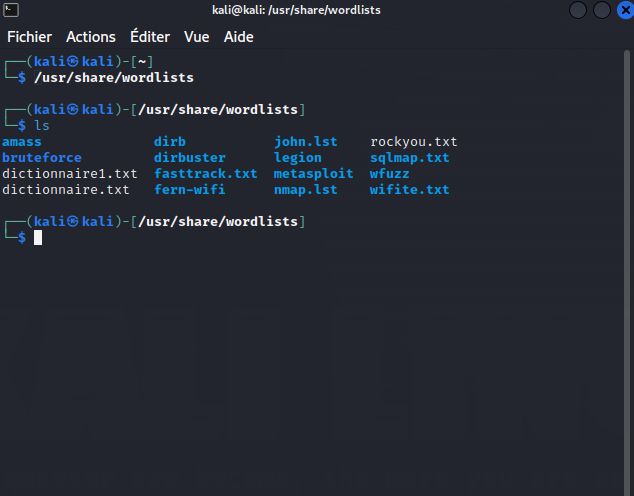 kali@kali: /usr/share/wordlists
Fichier Actions Éditer Vue Aide
┌──(kali㉿kali)-[~]
└─$ /usr/share/wordlists
┌──(kali㉿kali)-[/usr/share/wordlists]
└─$ ls
amass dirb john.lst rockyou.txt
bruteforce dirbuster legion sqlmap.txt
dictionnaire1.txt fasttrack.txt metasploit wfuzz
dictionnaire.txt fern-wifi nmap.lst wifite.txt
┌──(kali㉿kali)-[/usr/share/wordlists]
└─$